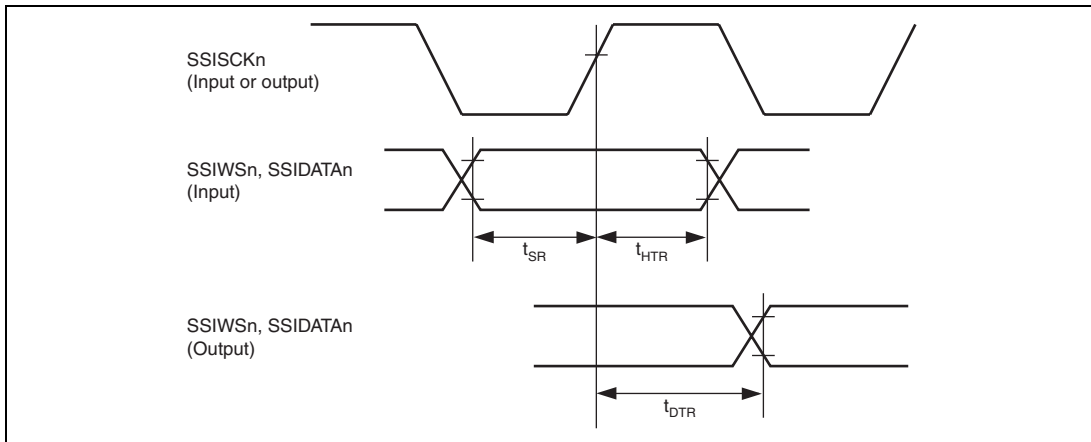 SSISCKn
(Input or output)
SSIWSn, SSIDATAn
(Input)
tSR
tHTR
SSIWSn, SSIDATAn
(Output)
tDTR